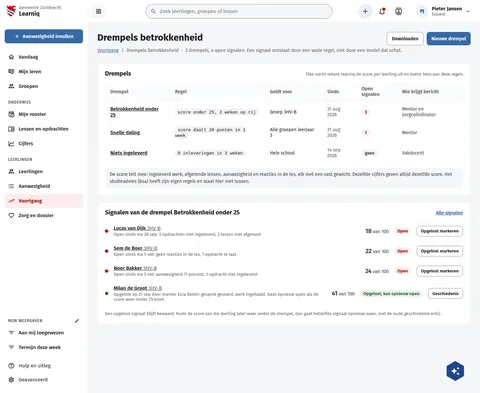 Gemeente Zuiddrecht
Learniq
Zoek leerlingen, groepen of lessen
PJ
Pieter Jansen
Docent
Aanwezigheid invullen
Vandaag
Mijn leren
Groepen
ONDERWIJS
Mijn rooster
Lessen en opdrachten
Cijfers
LEERLINGEN
Leerlingen
Aanwezigheid
Voortgang
Zorg en dossier
MIJN WEERGAVEN
Aan mij toegewezen
Termijn deze week
Hulp en uitleg
Geavanceerd
Drempels betrokkenheid
Voortgang / Drempels betrokkenheid · 3 drempels, 4 open signalen. Een signaal ontstaat door een vaste regel, niet door een model dat schat.
Downloaden
Nieuwe drempel
Drempels
Elke nacht rekent learniq de score per leerling uit en toetst hem aan deze regels
Drempel Regel Geldt voor Sinds Open signalen Wie krijgt bericht
Betrokkenheid onder 25 score onder 25, 2 weken op rij Groep 3HV-B 31 aug 2026 3 Mentor en zorgcoördinator
Snelle daling score daalt 20 punten in 1 week Alle groepen leerjaar 3 31 aug 2026 1 Mentor
Niets ingeleverd 0 inleveringen in 3 weken Hele school 14 sep 2026 geen Vakdocent
De score telt mee: ingeleverd werk, afgeronde lessen, aanwezigheid en reacties in de les, elk met een vast gewicht. Dezelfde cijfers geven altijd dezelfde score. Het
studieadvies (bsa) heeft zijn eigen regels en staat hier niet tussen.
Signalen van de drempel Betrokkenheid onder 25
Alle signalen
Lucas van Dijk 3HV-B
Open sinds ma 28 sep: 3 opdrachten niet ingeleverd, 2 lessen niet afgerond
18 van 100 Open Opgelost markeren
Sem de Boer 3HV-B
Open sinds ma 5 okt: geen reacties in de les, 1 opdracht te laat
22 van 100 Open Opgelost markeren
Noor Bakker 3HV-B
Open sinds ma 5 okt: aanwezigheid 71 procent, 1 opdracht niet ingeleverd
24 van 100 Open Opgelost markeren
Milan de Groot 3HV-B
Opgelost op 21 sep door mentor Esra Demir: gesprek gevoerd, werk ingehaald. Gaat opnieuw open als de
score weer onder 25 komt
41 van 100 Opgelost, kan opnieuw open Geschiedenis
Een opgelost signaal blijft bewaard. Komt de score van die leerling later weer onder de drempel, dan gaat hetzelfde signaal opnieuw open, met de oude geschiedenis erbij.